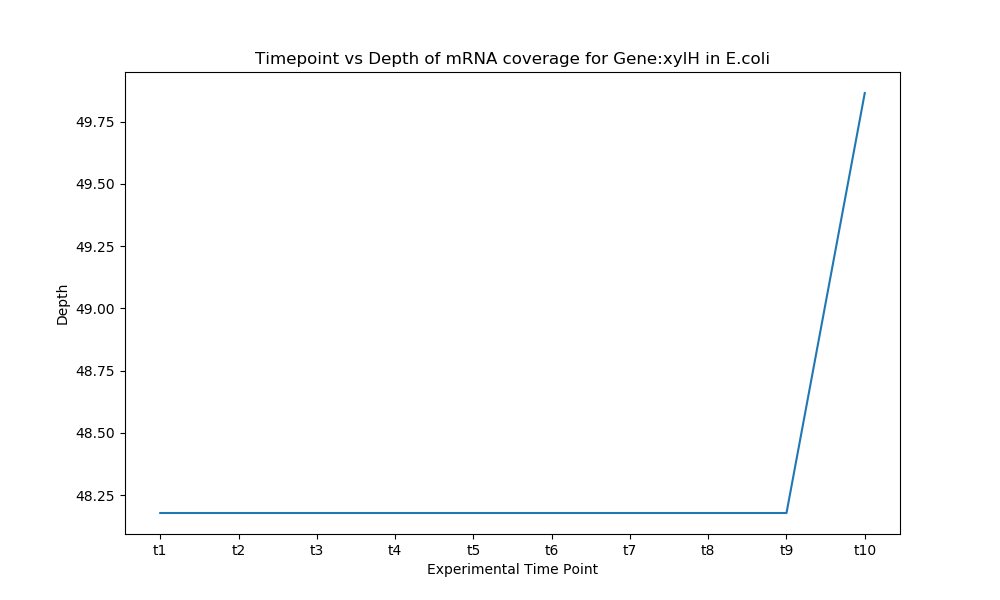 Timepoint vs Depth of mRNA coverage for Gene:xylH in E.coli
49.75
49.50
49.25
49.00
48.75
48.50
48.25
Depth
t1 t2 t3 t4 t5 t6 t7 t8 t9 t10
Experimental Time Point